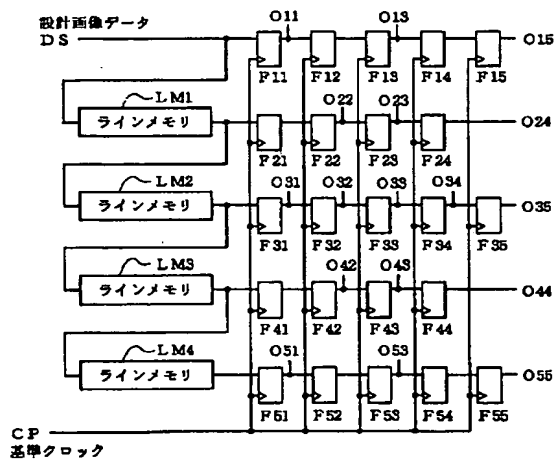 設計画像データ
DS
O11 O13 O15
F11 F12 F13 F14 F15
LM1
ラインメモリ
O22 O23 O24
F21 F22 F23 F24
LM2
ラインメモリ
O31 O32 O33 O34 O35
F31 F32 F33 F34 F35
LM3
ラインメモリ
O42 O43 O44
F41 F42 F43 F44
LM4
ラインメモリ
O51 O53 O55
F51 F52 F53 F54 F55
CP
基準クロック